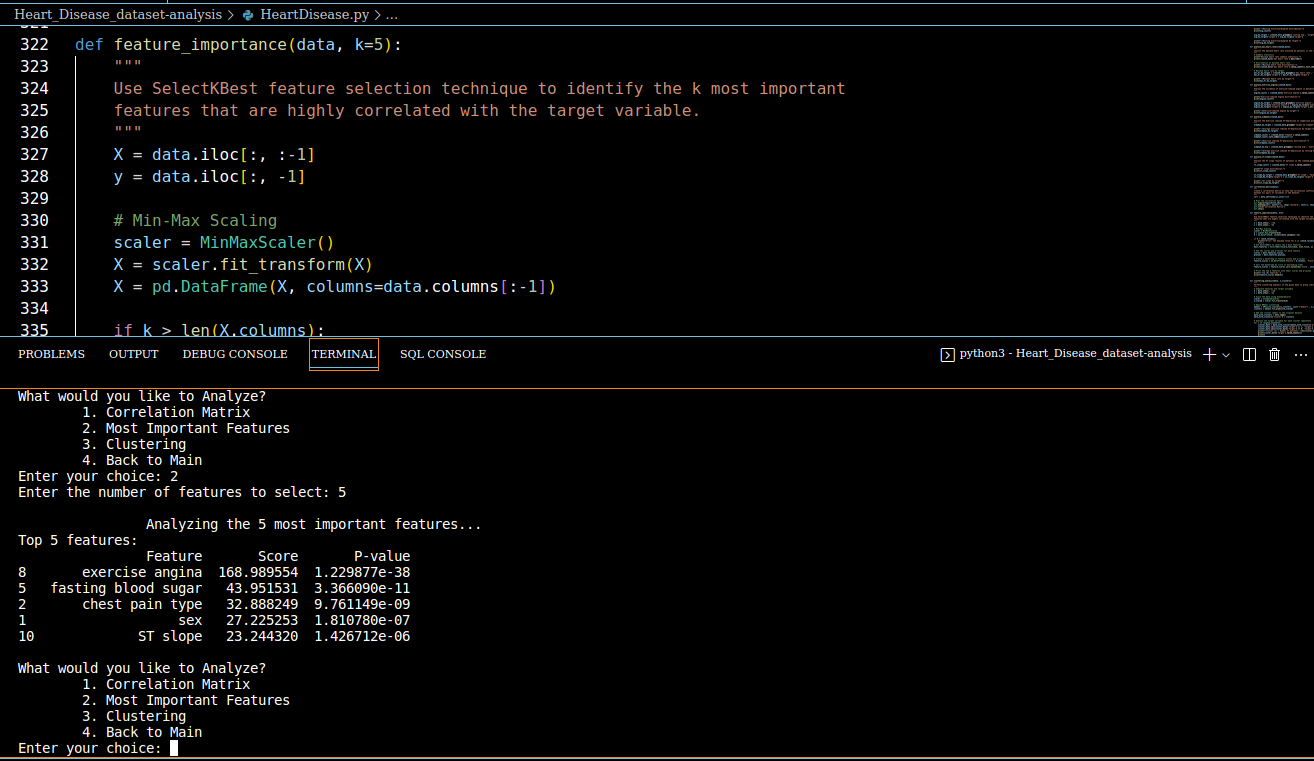 Heart_Disease_dataset-analysis > HeartDisease.py > ...
322 def feature_importance(data, k=5):
323 """
324 Use SelectKBest feature selection technique to identify the k most important
325 features that are highly correlated with the target variable.
326 """
327 X = data.iloc[:, :-1]
328 y = data.iloc[:, -1]
329
330 # Min-Max Scaling
331 scaler = MinMaxScaler()
332 X = scaler.fit_transform(X)
333 X = pd.DataFrame(X, columns=data.columns[:-1])
334
335 if k > len(X.columns):
PROBLEMS OUTPUT DEBUG CONSOLE TERMINAL SQL CONSOLE python3 - Heart_Disease_dataset-analysis
What would you like to Analyze?
1. Correlation Matrix
2. Most Important Features
3. Clustering
4. Back to Main
Enter your choice: 2
Enter the number of features to select: 5
Analyzing the 5 most important features...
Top 5 features:
Feature Score P-value
8 exercise angina 168.989554 1.229877e-38
5 fasting blood sugar 43.951531 3.366090e-11
2 chest pain type 32.888249 9.761149e-09
1 sex 27.225253 1.810780e-07
10 ST slope 23.244320 1.426712e-06
What would you like to Analyze?
1. Correlation Matrix
2. Most Important Features
3. Clustering
4. Back to Main
Enter your choice: